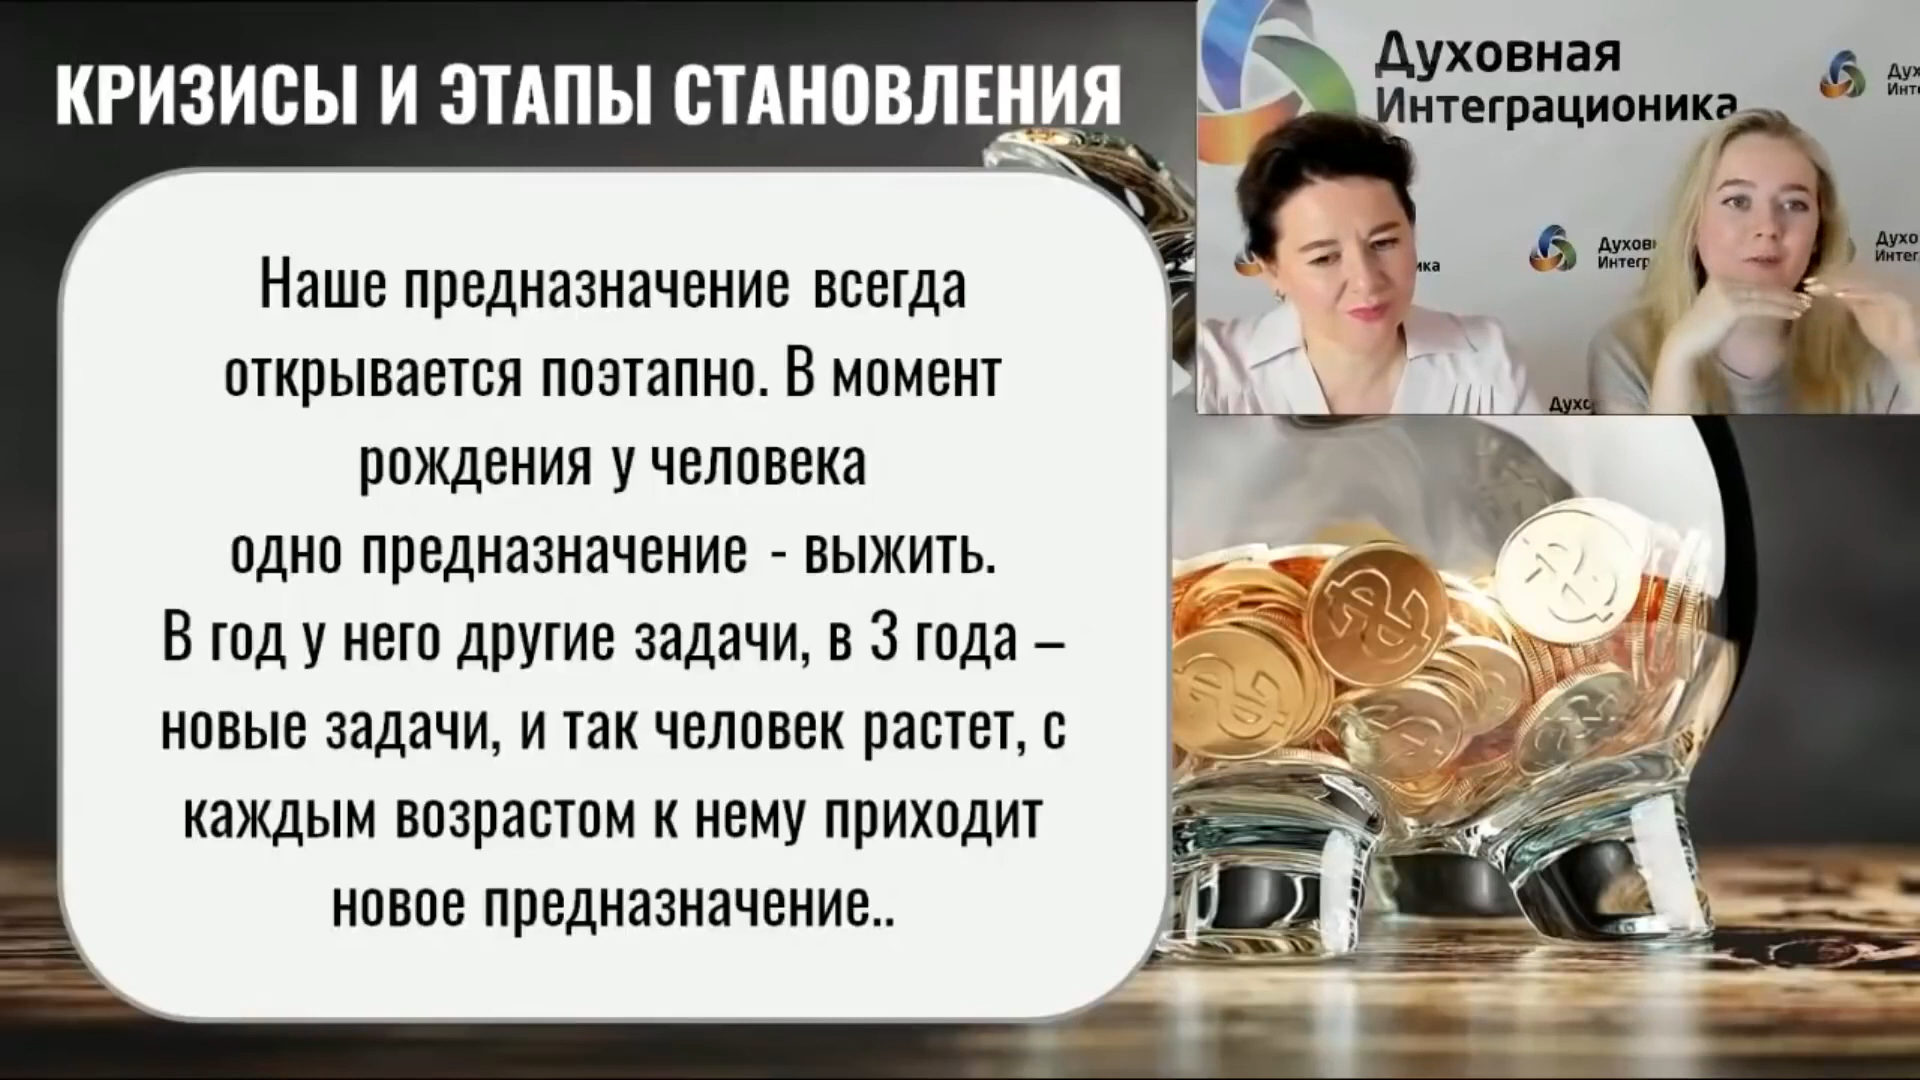 КРИЗИСЫ И ЭТАПЫ СТАНОВЛЕНИЯ
Наше предназначение всегда
открывается поэтапно. В момент
рождения у человека
одно предназначение - выжить.
В год у него другие задачи, в 3 года –
новые задачи, и так человек растет, с
каждым возрастом к нему приходит
новое предназначение..
Духовная
Интеграционика